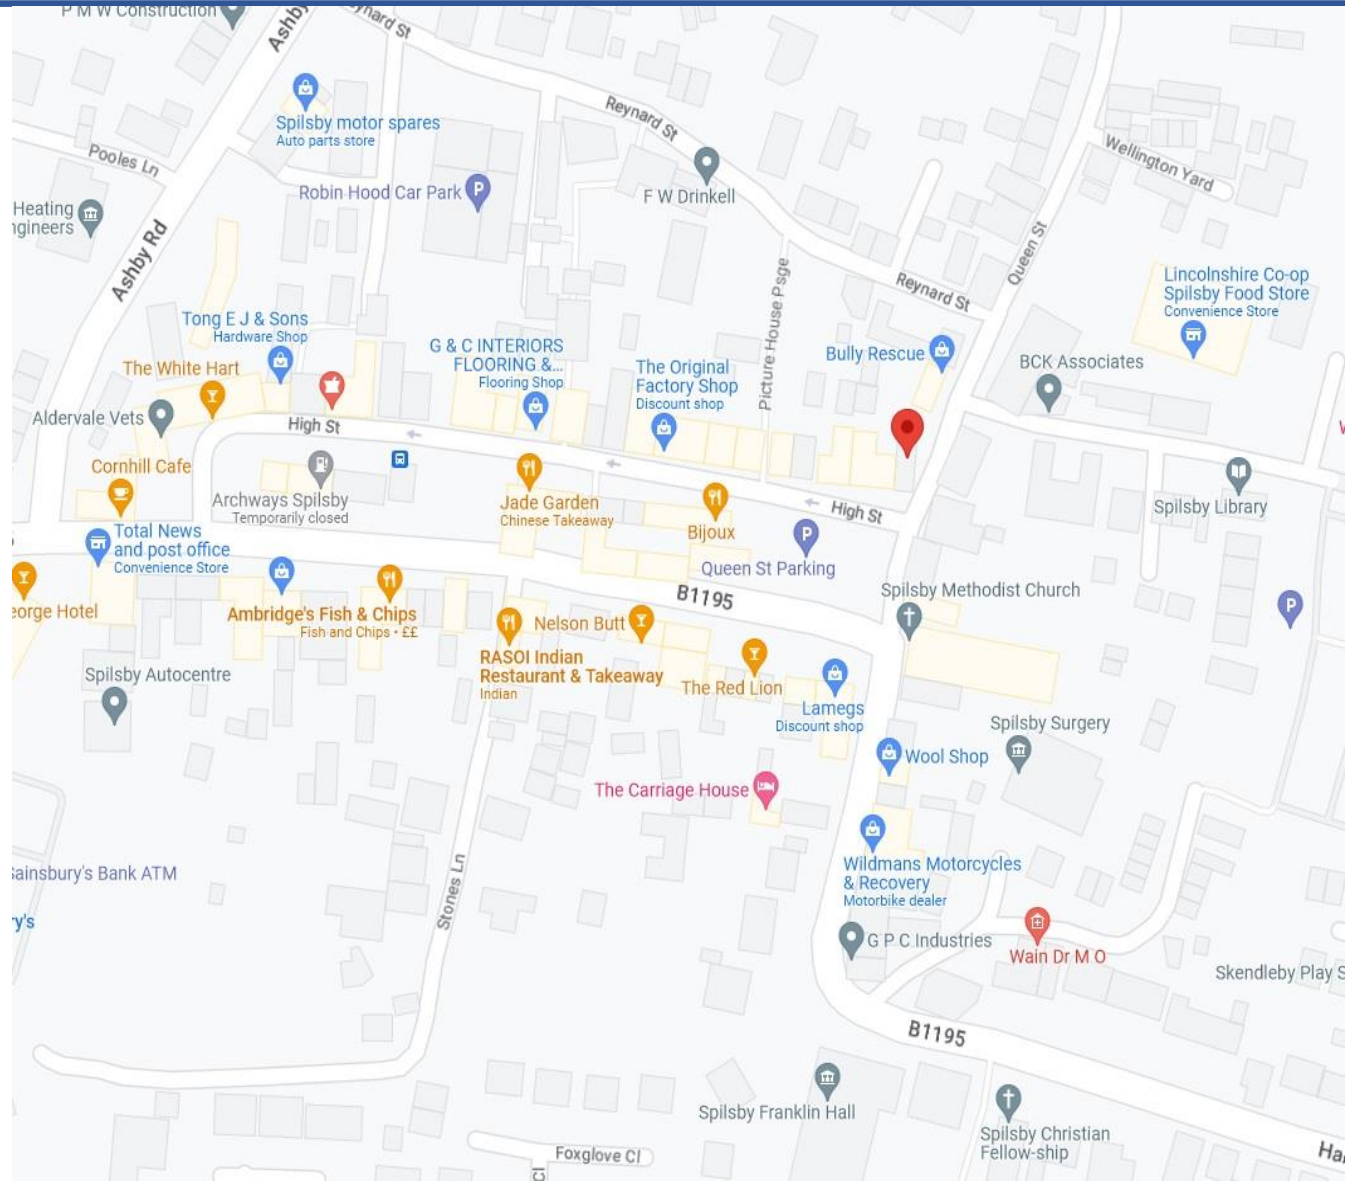 P M W Construction
Ashby
ynard St
Spilsby motor spares
Auto parts store
Reynard St
Pooles Ln
Wellington Yard
Robin Hood Car Park
P
F W Drinkell
Heating
ngineers
Ashby Rd
Queen St
Picture House Psge
Reynard St
Lincolnshire Co-op
Spilsby Food Store
Convenience Store
Tong E J & Sons
Hardware Shop
G & C INTERIORS
FLOORING &...
Flooring Shop
The Original
Factory Shop
Discount shop
Bully Rescue
BCK Associates
The White Hart
Aldervale Vets
High St
Cornhill Cafe
Archways Spilsby
Temporarily closed
Jade Garden
Chinese Takeaway
Bijoux
High St
Spilsby Library
Total News
and post office
Convenience Store
P
Queen St Parking
B1195
Spilsby Methodist Church
P
eorge Hotel
Ambridge's Fish & Chips
Fish and Chips • ££
Nelson Butt
RASOI Indian
Restaurant & Takeaway
Indian
The Red Lion
Spilsby Autocentre
Lamegs
Discount shop
Spilsby Surgery
Wool Shop
The Carriage House
Wildmans Motorcycles
& Recovery
Motorbike dealer
Sainsbury's Bank ATM
ry's
Stones Ln
G P C Industries
Wain Dr M O
Skendleby Play S
B1195
Spilsby Franklin Hall
Spilsby Christian
Fellow-ship
Foxglove Cl
Cl
Ha